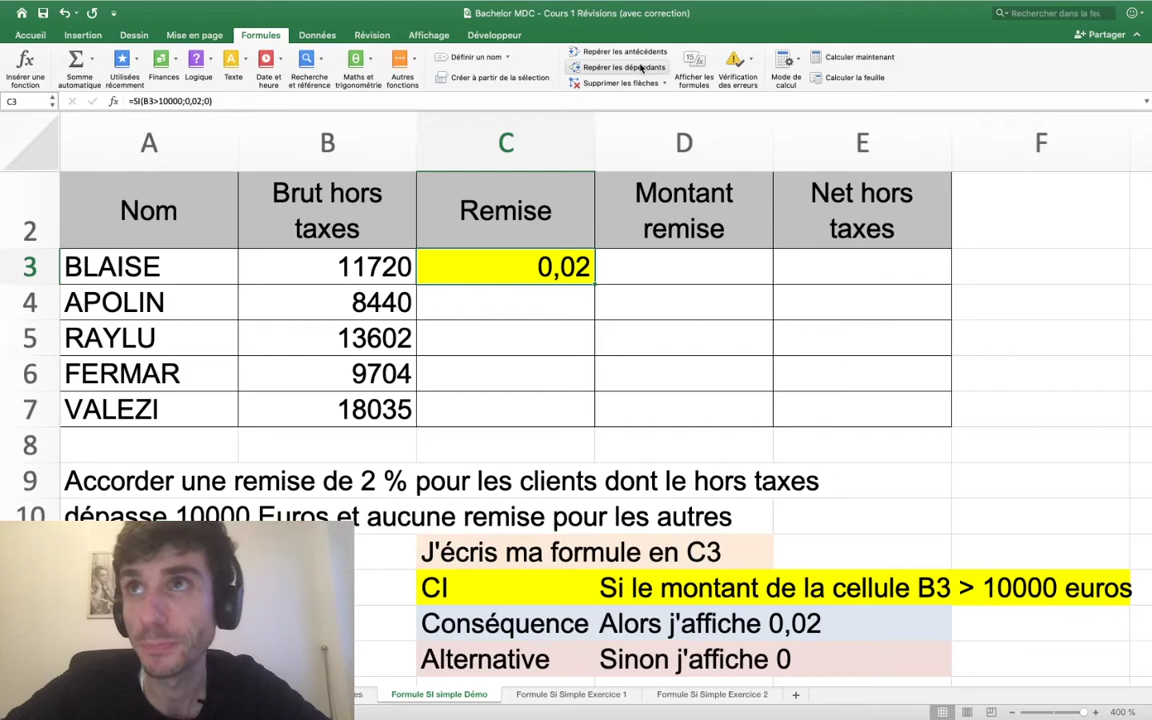 Bachelor MDC - Cours 1 Révisions (avec correction)
Rechercher dans la feu
Accueil Insertion Dessin Mise en page Formules Données Révision Affichage Développeur
Partager
Insérer une fonction
Somme automatique
Utilisées récemment
Finances
Logique
Texte
Date et heure
Recherche et référence
Maths et trigonométrie
Autres fonctions
Définir un nom
Créer à partir de la sélection
Repérer les antécédents
Repérer les dépendants
Supprimer les flèches
Afficher les formules
Vérification des erreurs
Mode de calcul
Calculer maintenant
Calculer la feuille
C3 fx =SI(B3>10000;0,02;0)
A B C D E F
2 Nom Brut hors taxes Remise Montant remise Net hors taxes
3 BLAISE 11720 0,02
4 APOLIN 8440
5 RAYLU 13602
6 FERMAR 9704
7 VALEZI 18035
8
9 Accorder une remise de 2 % pour les clients dont le hors taxes
10 dépasse 10000 Euros et aucune remise pour les autres
J'écris ma formule en C3
CI Si le montant de la cellule B3 > 10000 euros
Conséquence Alors j'affiche 0,02
Alternative Sinon j'affiche 0
Formule SI simple Démo Formule Si Simple Exercice 1 Formule Si Simple Exercice 2 +
400 %